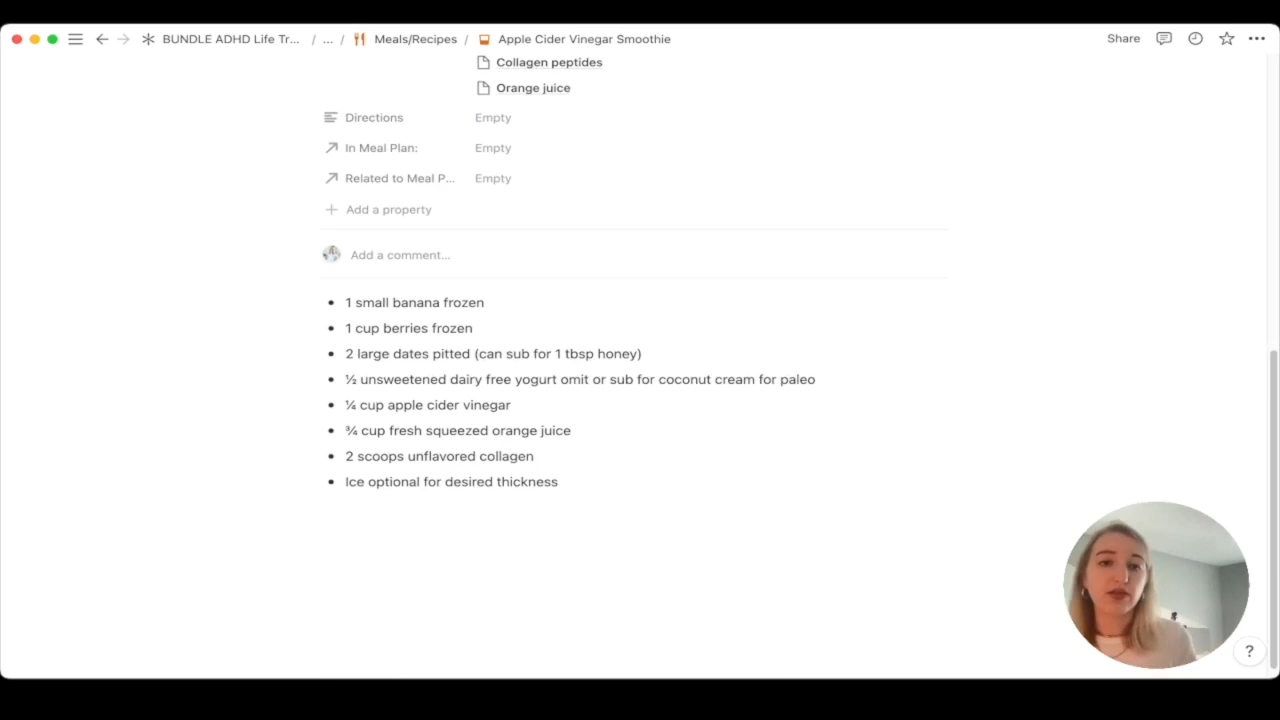 BUNDLE ADHD Life Tr... / ... / Meals/Recipes / Apple Cider Vinegar Smoothie Share
Collagen peptides
Orange juice
Directions Empty
In Meal Plan: Empty
Related to Meal P... Empty
Add a property
Add a comment...
• 1 small banana frozen
• 1 cup berries frozen
• 2 large dates pitted (can sub for 1 tbsp honey)
• ½ unsweetened dairy free yogurt omit or sub for coconut cream for paleo
• ¼ cup apple cider vinegar
• ¾ cup fresh squeezed orange juice
• 2 scoops unflavored collagen
• Ice optional for desired thickness
?